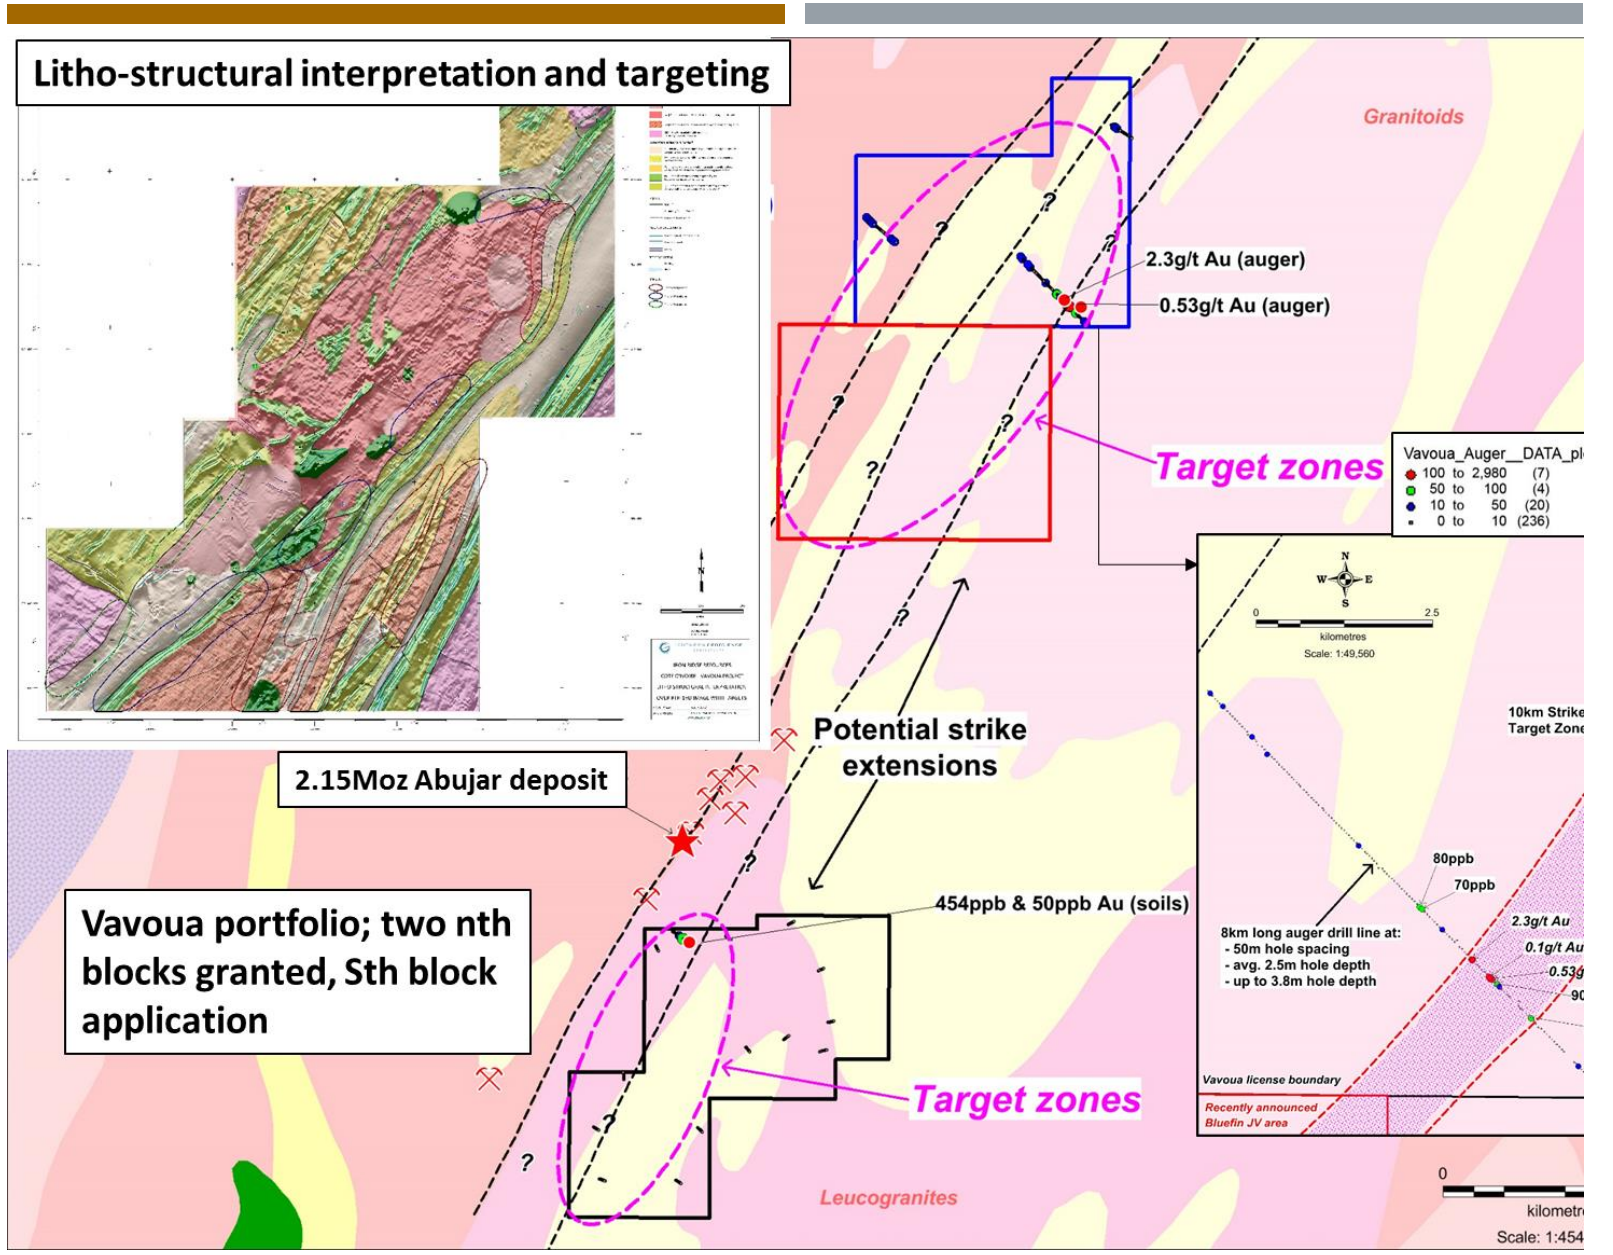 Litho-structural interpretation and targeting
N
Granitoids
?
?
?
2.3g/t Au (auger)
0.53g/t Au (auger)
?
?
?
Target zones
Vavoua_Auger__DATA_pl
100 to 2,980 (7)
50 to 100 (4)
10 to 50 (20)
0 to 10 (236)
N
W E
S
0 2.5
kilometres
Scale: 1:49,560
10km Strike
Target Zone
80ppb
70ppb
2.3g/t Au
0.1g/t Au
0.53g
90
8km long auger drill line at:
- 50m hole spacing
- avg. 2.5m hole depth
- up to 3.8m hole depth
Vavoua license boundary
Recently announced
Bluefin JV area
?
Potential strike
extensions
2.15Moz Abujar deposit
?
454ppb & 50ppb Au (soils)
Vavoua portfolio; two nth
blocks granted, Sth block
application
Target zones
?
?
Leucogranites
0
kilometre
Scale: 1:454